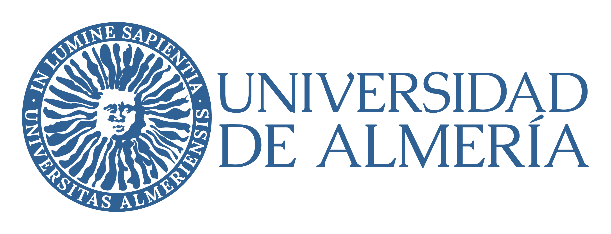 · IN LUMINE SAPIENTIA ·
UNIVERSITAS ALMERIENSIS
UNIVERSIDAD
DE ALMERÍA